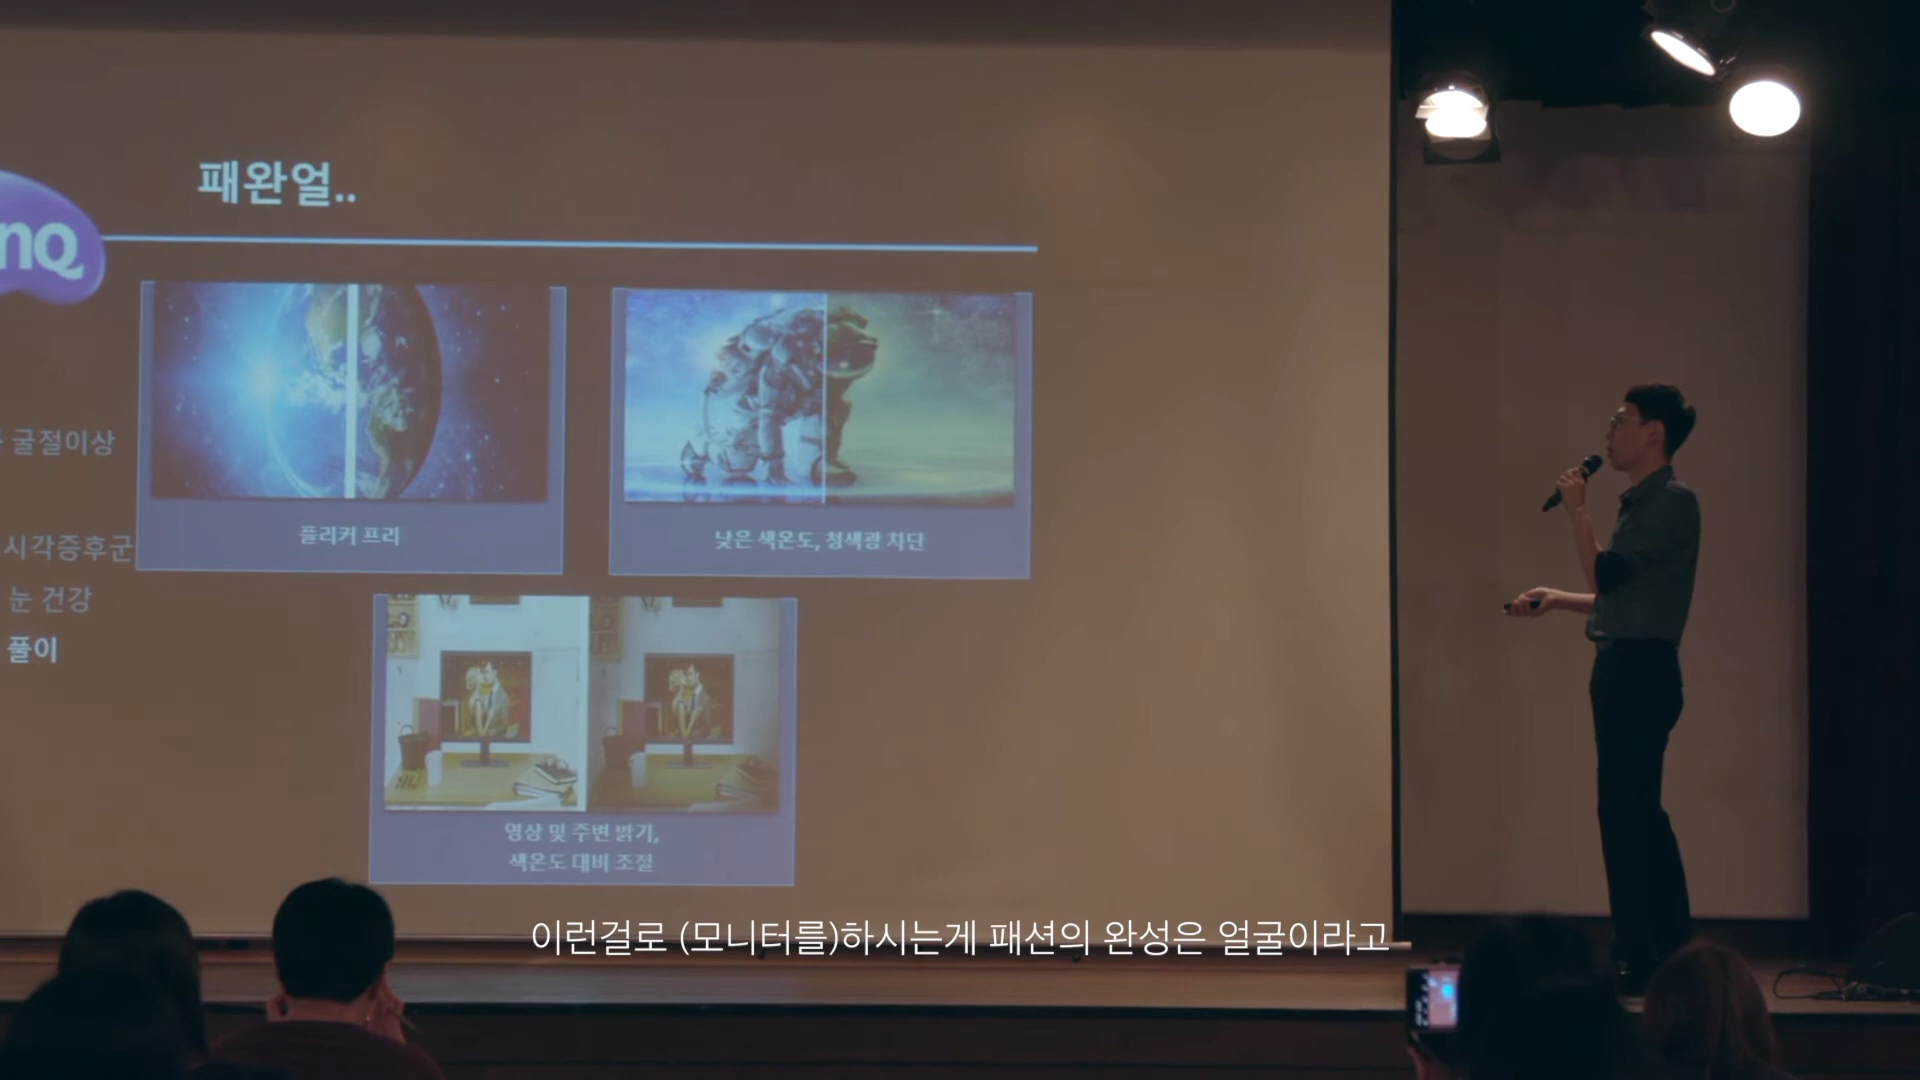 패완얼..
nQ
굴절이상
시각증후군
눈 건강
풀이
플리커 프리
낮은 색온도, 청색광 차단
영상 및 주변 밝기,
색온도 대비 조절
이런걸로 (모니터를)하시는게 패션의 완성은 얼굴이라고